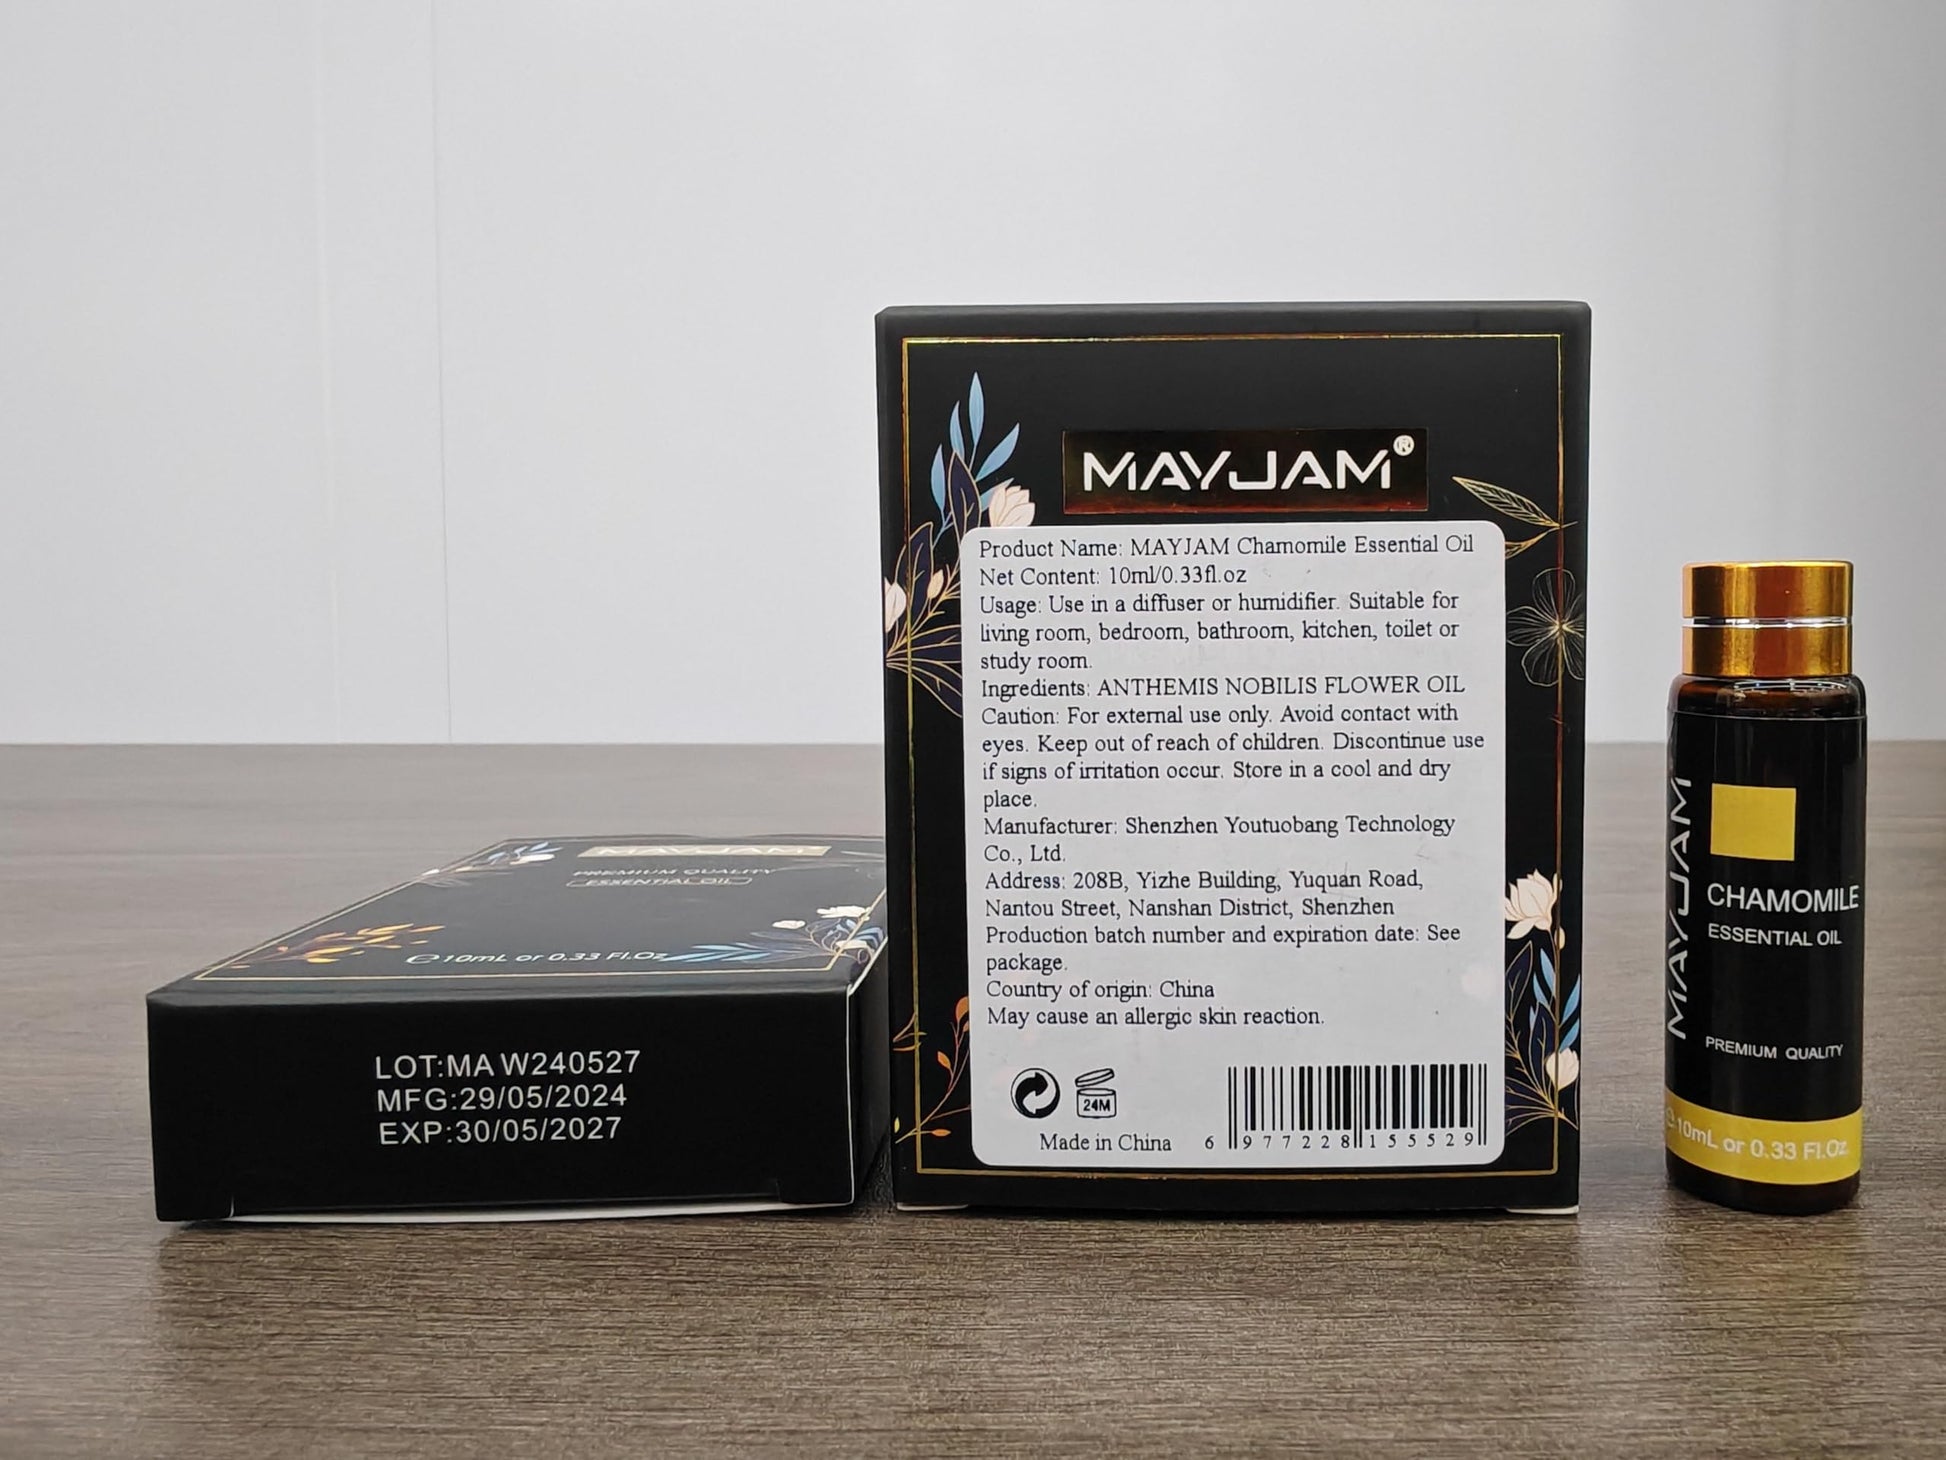 MAYJAM
PREMIUM QUALITY
ESSENTIAL OIL
℮10mL or 0.33 Fl.Oz
LOT:MAW240527
MFG:29/05/2024
EXP:30/05/2027
MAYJAM®
Product Name: MAYJAM Chamomile Essential Oil
Net Content: 10ml/0.33fl.oz
Usage: Use in a diffuser or humidifier. Suitable for
living room, bedroom, bathroom, kitchen, toilet or
study room.
Ingredients: ANTHEMIS NOBILIS FLOWER OIL
Caution: For external use only. Avoid contact with
eyes. Keep out of reach of children. Discontinue use
if signs of irritation occur. Store in a cool and dry
place.
Manufacturer: Shenzhen Youtuobang Technology
Co., Ltd.
Address: 208B, Yizhe Building, Yuquan Road,
Nantou Street, Nanshan District, Shenzhen
Production batch number and expiration date: See
package.
Country of origin: China
May cause an allergic skin reaction.
24M
Made in China
6 977228 155529
MAYJAM
CHAMOMILE
ESSENTIAL OIL
PREMIUM QUALITY
℮ 10mL or 0.33 Fl.Oz